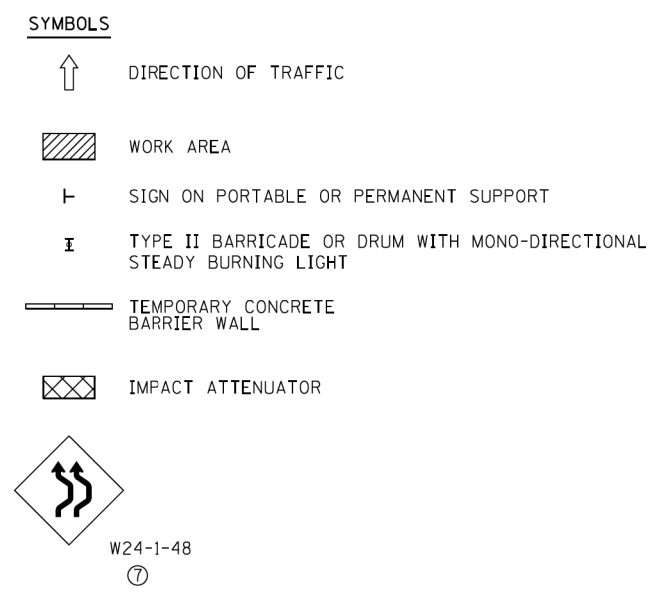 SYMBOLS
DIRECTION OF TRAFFIC
WORK AREA
SIGN ON PORTABLE OR PERMANENT SUPPORT
TYPE II BARRICADE OR DRUM WITH MONO-DIRECTIONAL
STEADY BURNING LIGHT
TEMPORARY CONCRETE
BARRIER WALL
IMPACT ATTENUATOR
W24-1-48
7